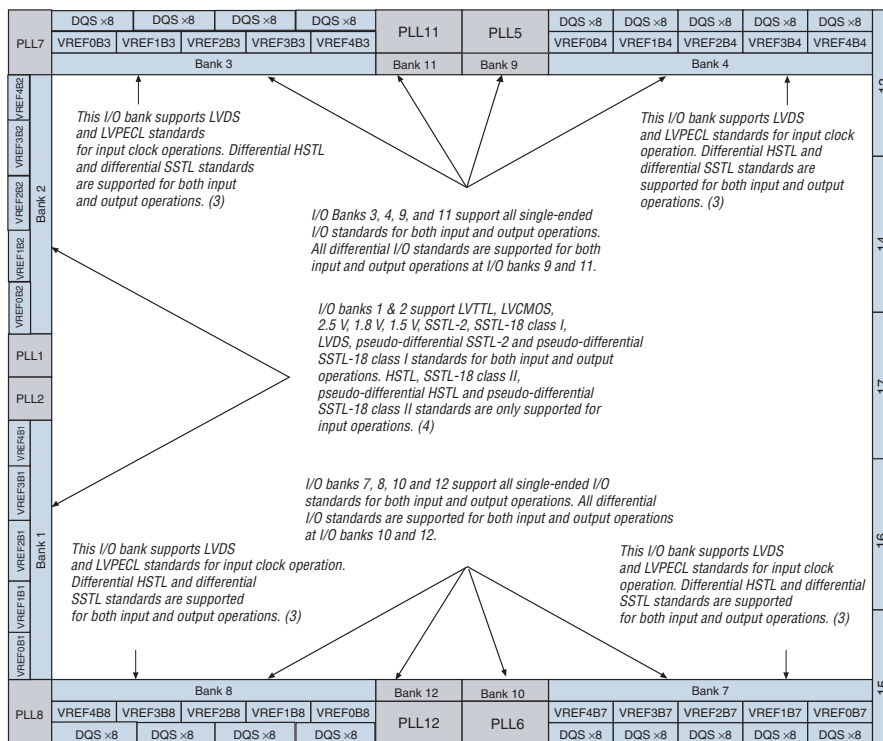 PLL7
DQS ×8 DQS ×8 DQS ×8 DQS ×8
VREF0B3 VREF1B3 VREF2B3 VREF3B3 VREF4B3
Bank 3
PLL11 PLL5
Bank 11 Bank 9
DQS ×8 DQS ×8 DQS ×8 DQS ×8 DQS ×8
VREF0B4 VREF1B4 VREF2B4 VREF3B4 VREF4B4
Bank 4
VREF4B2
VREF3B2
VREF2B2
VREF1B2
VREF0B2
Bank 2
PLL1
PLL2
VREF4B1
VREF3B1
VREF2B1
VREF1B1
VREF0B1
Bank 1
This I/O bank supports LVDS
and LVPECL standards
for input clock operations. Differential HSTL
and differential SSTL standards
are supported for both input
and output operations. (3)
This I/O bank supports LVDS
and LVPECL standards for input clock
operation. Differential HSTL and
differential SSTL standards are
supported for both input and output
operations. (3)
I/O Banks 3, 4, 9, and 11 support all single-ended
I/O standards for both input and output operations.
All differential I/O standards are supported for both
input and output operations at I/O banks 9 and 11.
I/O banks 1 & 2 support LVTTL, LVCMOS,
2.5 V, 1.8 V, 1.5 V, SSTL-2, SSTL-18 class I,
LVDS, pseudo-differential SSTL-2 and pseudo-differential
SSTL-18 class I standards for both input and output
operations. HSTL, SSTL-18 class II,
pseudo-differential HSTL and pseudo-differential
SSTL-18 class II standards are only supported for
input operations. (4)
I/O banks 7, 8, 10 and 12 support all single-ended I/O
standards for both input and output operations. All differential
I/O standards are supported for both input and output operations
at I/O banks 10 and 12.
This I/O bank supports LVDS
and LVPECL standards for input clock operation.
Differential HSTL and differential
SSTL standards are supported
for both input and output operations. (3)
This I/O bank supports LVDS
and LVPECL standards for input clock
operation. Differential HSTL and differential
SSTL standards are supported
for both input and output operations. (3)
14
17
16
PLL8
Bank 8
VREF4B8 VREF3B8 VREF2B8 VREF1B8 VREF0B8
DQS ×8 DQS ×8 DQS ×8 DQS ×8
Bank 12 Bank 10
PLL12 PLL6
Bank 7
VREF4B7 VREF3B7 VREF2B7 VREF1B7 VREF0B7
DQS ×8 DQS ×8 DQS ×8 DQS ×8 DQS ×8